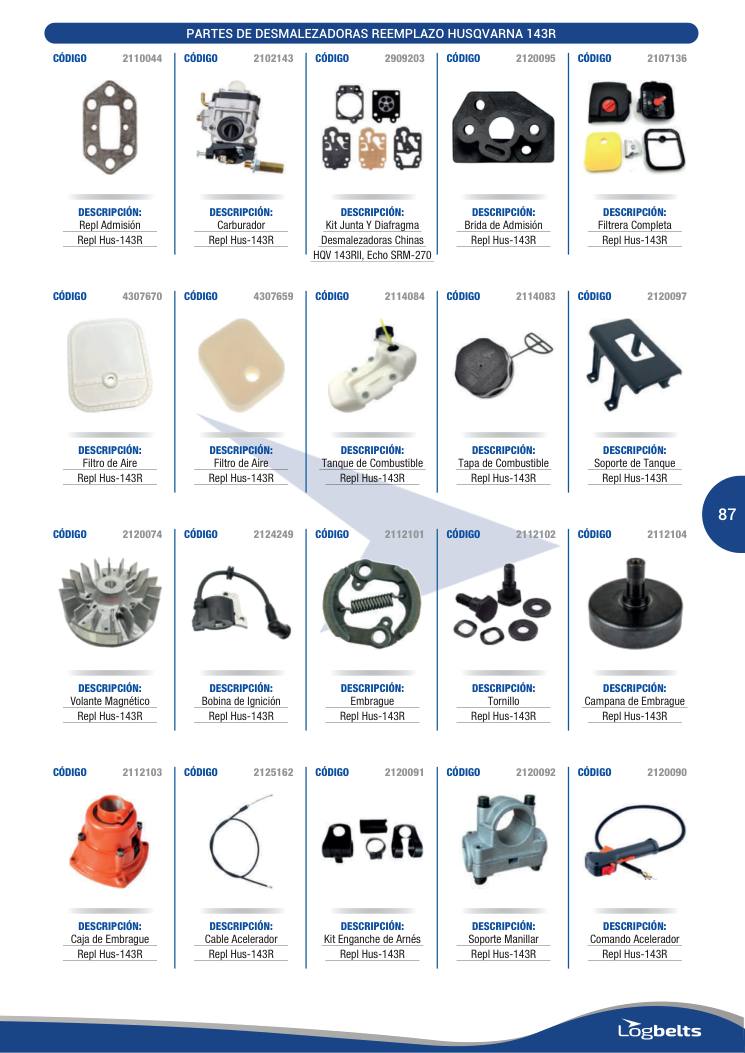 PARTES DE DESMALEZADORAS REEMPLAZO HUSQVARNA 143R
CÓDIGO 2110044
DESCRIPCIÓN:
Repl Admisión
Repl Hus-143R
CÓDIGO 2102143
DESCRIPCIÓN:
Carburador
Repl Hus-143R
CÓDIGO 2909203
DESCRIPCIÓN:
Kit Junta Y Diafragma
Desmalezadoras Chinas
HQV 143RII, Echo SRM-270
CÓDIGO 2120095
DESCRIPCIÓN:
Brida de Admisión
Repl Hus-143R
CÓDIGO 2107136
DESCRIPCIÓN:
Filtrera Completa
Repl Hus-143R
CÓDIGO 4307670
DESCRIPCIÓN:
Filtro de Aire
Repl Hus-143R
CÓDIGO 4307659
DESCRIPCIÓN:
Filtro de Aire
Repl Hus-143R
CÓDIGO 2114084
DESCRIPCIÓN:
Tanque de Combustible
Repl Hus-143R
CÓDIGO 2114083
DESCRIPCIÓN:
Tapa de Combustible
Repl Hus-143R
CÓDIGO 2120097
DESCRIPCIÓN:
Soporte de Tanque
Repl Hus-143R
87
CÓDIGO 2120074
DESCRIPCIÓN:
Volante Magnético
Repl Hus-143R
CÓDIGO 2124249
DESCRIPCIÓN:
Bobina de Ignición
Repl Hus-143R
CÓDIGO 2112101
DESCRIPCIÓN:
Embrague
Repl Hus-143R
CÓDIGO 2112102
DESCRIPCIÓN:
Tornillo
Repl Hus-143R
CÓDIGO 2112104
DESCRIPCIÓN:
Campana de Embrague
Repl Hus-143R
CÓDIGO 2112103
DESCRIPCIÓN:
Caja de Embrague
Repl Hus-143R
CÓDIGO 2125162
DESCRIPCIÓN:
Cable Acelerador
Repl Hus-143R
CÓDIGO 2120091
DESCRIPCIÓN:
Kit Enganche de Arnés
Repl Hus-143R
CÓDIGO 2120092
DESCRIPCIÓN:
Soporte Manillar
Repl Hus-143R
CÓDIGO 2120090
DESCRIPCIÓN:
Comando Acelerador
Repl Hus-143R
Logbelts